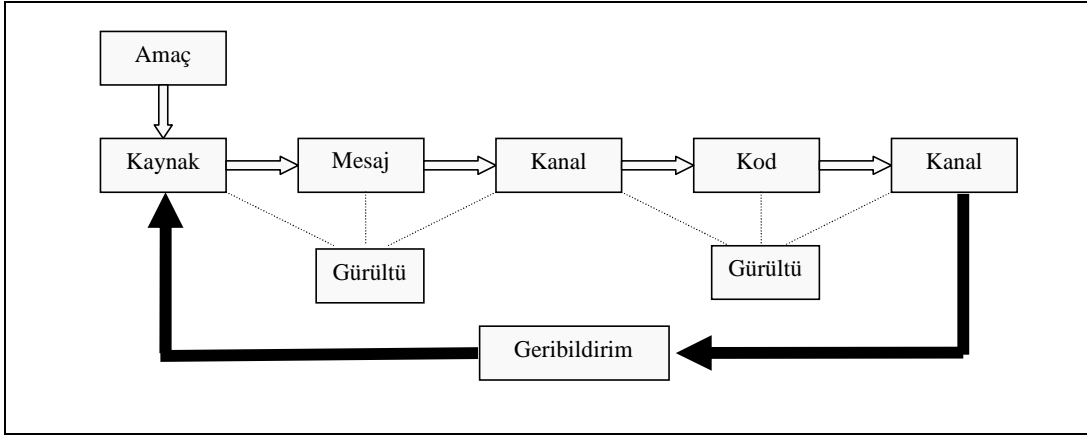 Amaç
Kaynak
Mesaj
Kanal
Kod
Kanal
Gürültü
Gürültü
Geribildirim